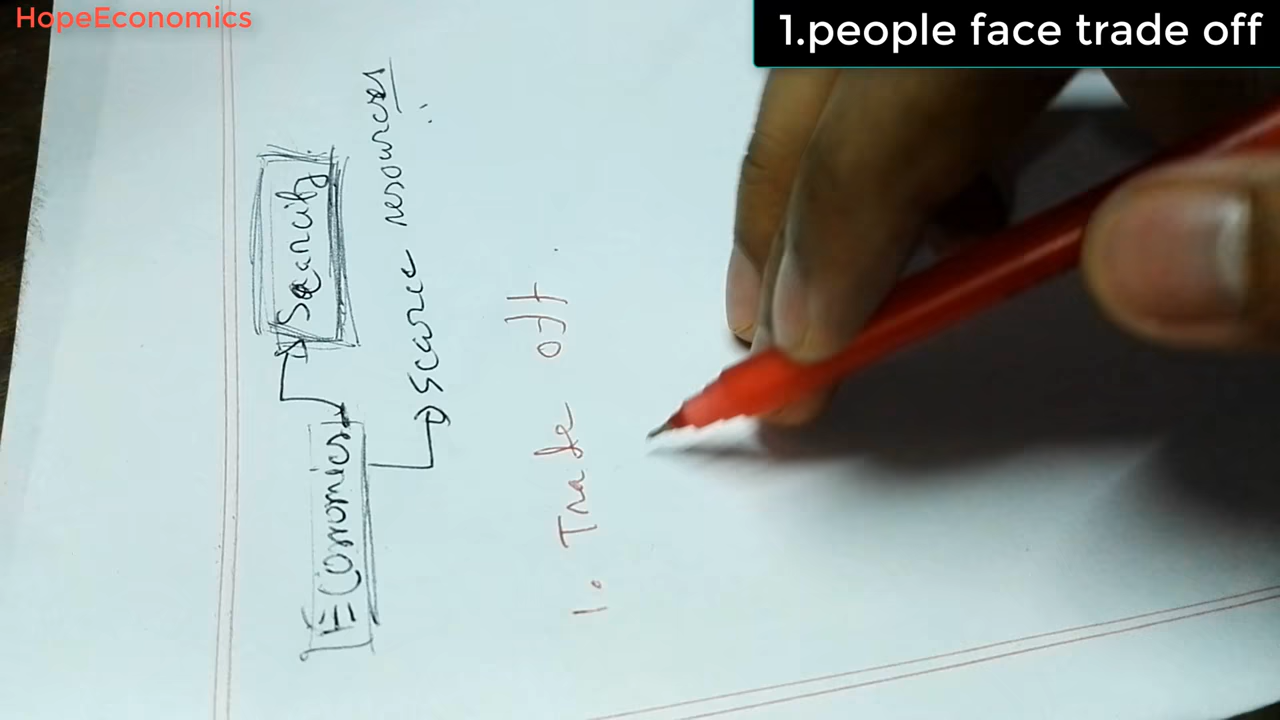 HopeEconomics
1.people face trade off
Economics
Scarcity
Scarce resources
1. Trade off